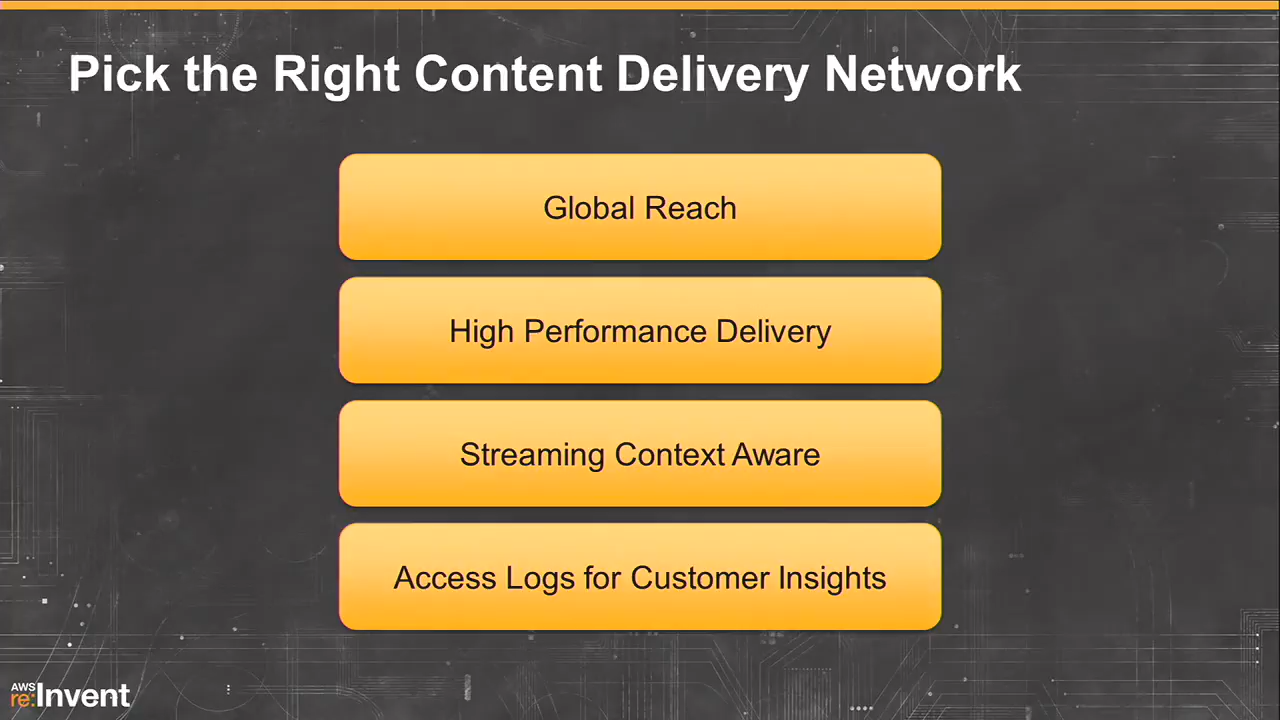 Pick the Right Content Delivery Network
Global Reach
High Performance Delivery
Streaming Context Aware
Access Logs for Customer Insights
AWS
re:Invent